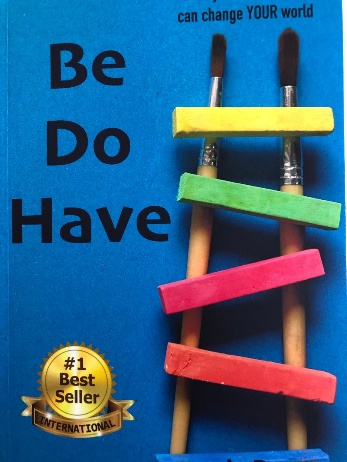 can change YOUR world
Be
Do
Have
#1
Best
Seller
INTERNATIONAL